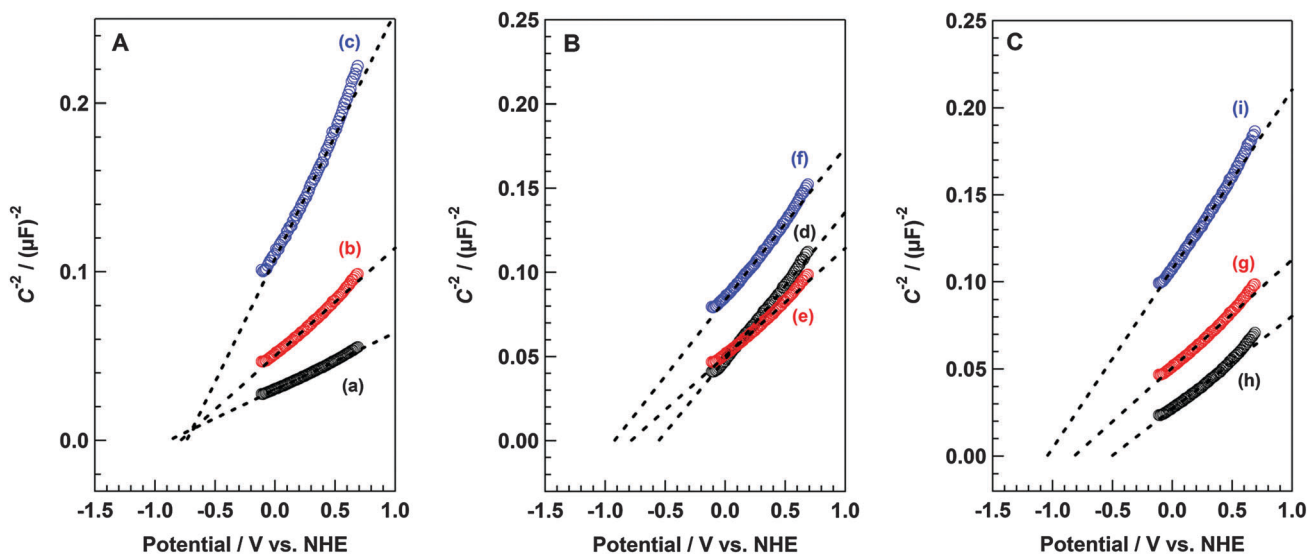 A
(c)
(b)
(a)
0.2
0.1
0.0
C⁻² / (µF)⁻²
-1.5 -1.0 -0.5 0.0 0.5 1.0
Potential / V vs. NHE
B
(f)
(d)
(e)
0.25
0.20
0.15
0.10
0.05
0.00
C⁻² / (µF)⁻²
-1.5 -1.0 -0.5 0.0 0.5 1.0
Potential / V vs. NHE
C
(i)
(g)
(h)
0.25
0.20
0.15
0.10
0.05
0.00
C⁻² / (µF)⁻²
-1.5 -1.0 -0.5 0.0 0.5 1.0
Potential / V vs. NHE